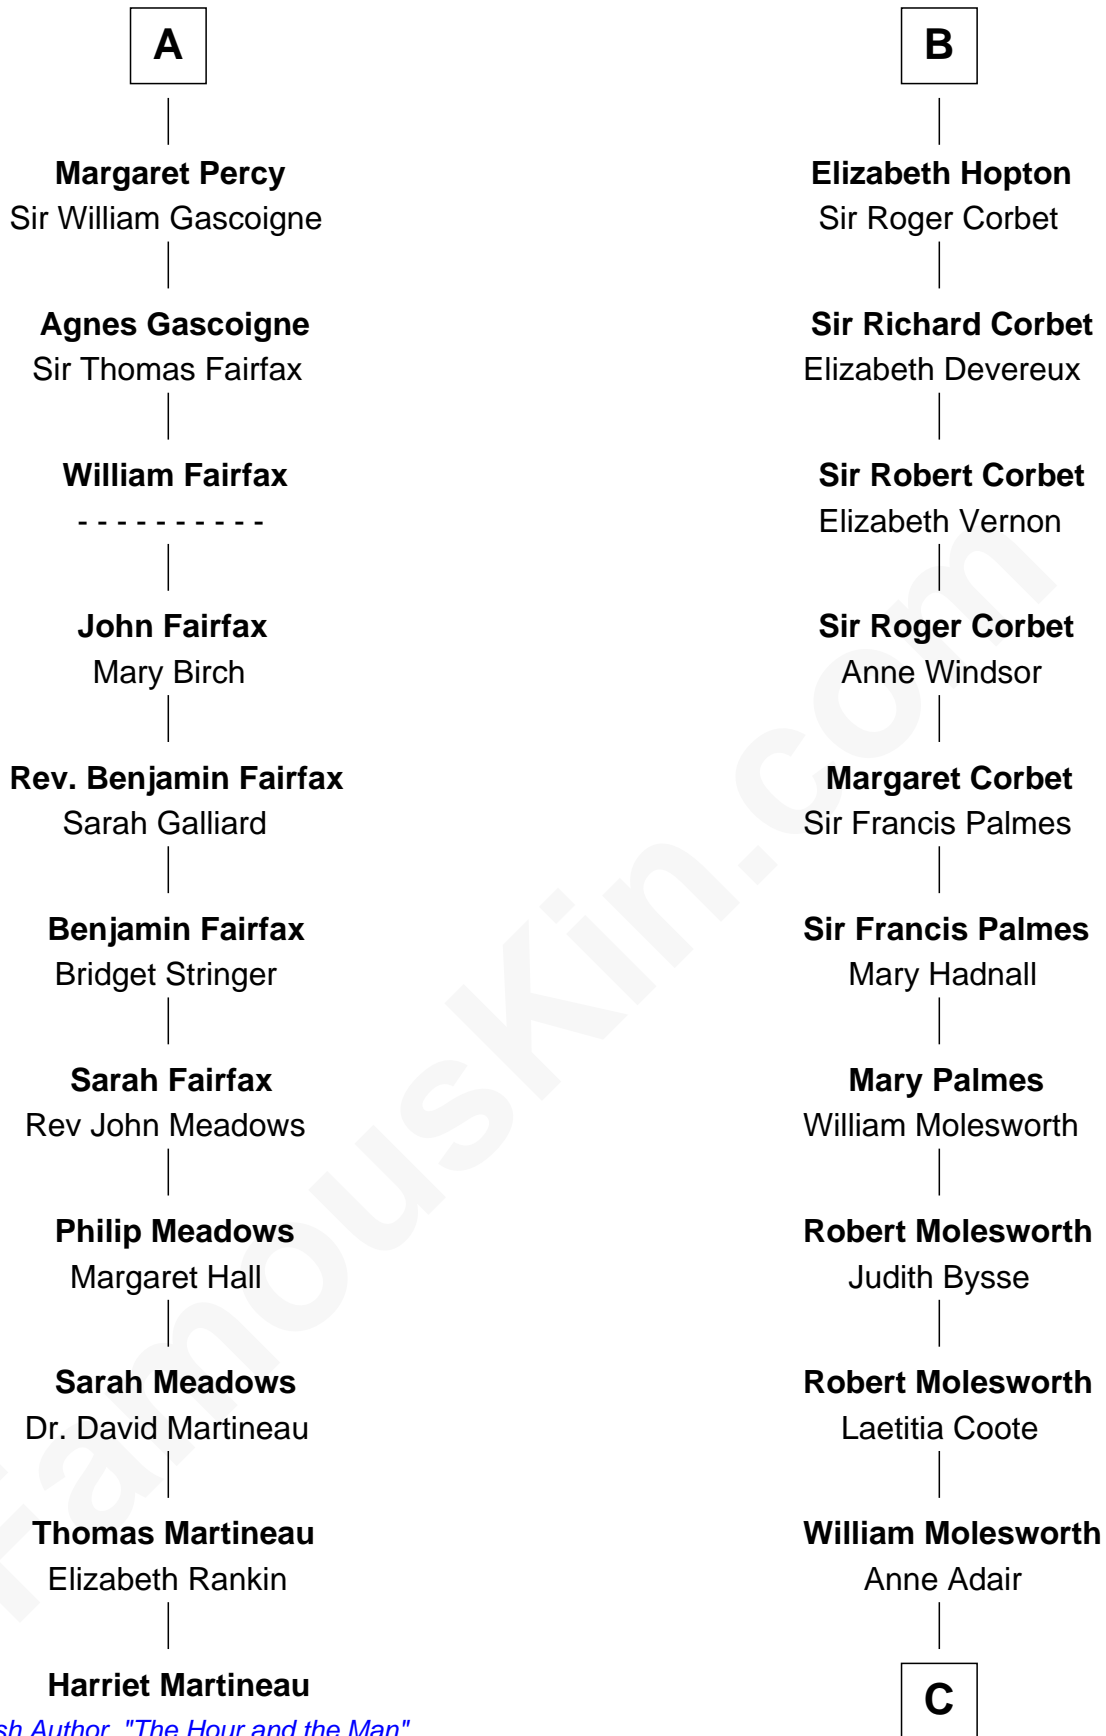 A
Margaret Percy
Sir William Gascoigne
Agnes Gascoigne
Sir Thomas Fairfax
William Fairfax
- - - - - - - - - -
John Fairfax
Mary Birch
Rev. Benjamin Fairfax
Sarah Galliard
Benjamin Fairfax
Bridget Stringer
Sarah Fairfax
Rev John Meadows
Philip Meadows
Margaret Hall
Sarah Meadows
Dr. David Martineau
Thomas Martineau
Elizabeth Rankin
Harriet Martineau
Author, "The Hour and the Man"
B
Elizabeth Hopton
Sir Roger Corbet
Sir Richard Corbet
Elizabeth Devereux
Sir Robert Corbet
Elizabeth Vernon
Sir Roger Corbet
Anne Windsor
Margaret Corbet
Sir Francis Palmes
Sir Francis Palmes
Mary Hadnall
Mary Palmes
William Molesworth
Robert Molesworth
Judith Bysse
Robert Molesworth
Laetitia Coote
William Molesworth
Anne Adair
C
FamousKin.com